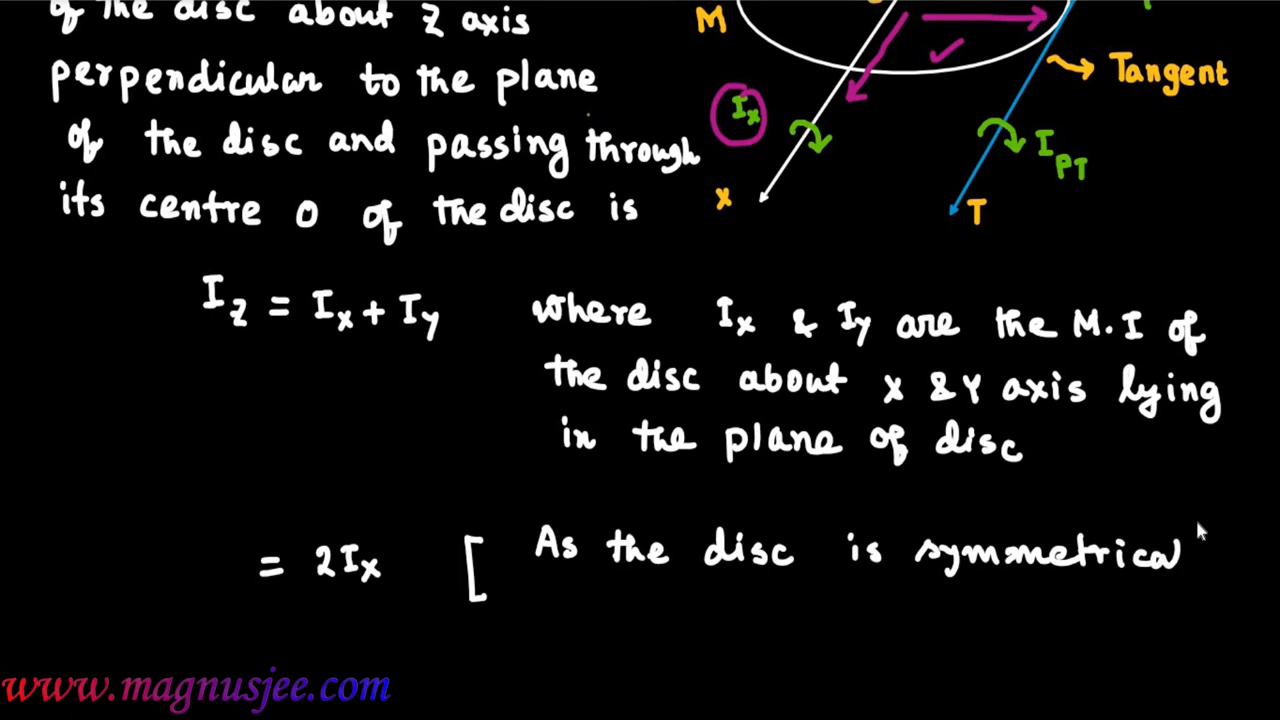 of the disc about Z axis
perpendicular to the plane
of the disc and passing through
its centre O of the disc is
M
Tangent
Ix
IPT
X
T
Iz = Ix + Iy where Ix & Iy are the M.I of
the disc about X & Y axis lying
in the plane of disc
= 2Ix [ As the disc is symmetrical
www.magnusjee.com